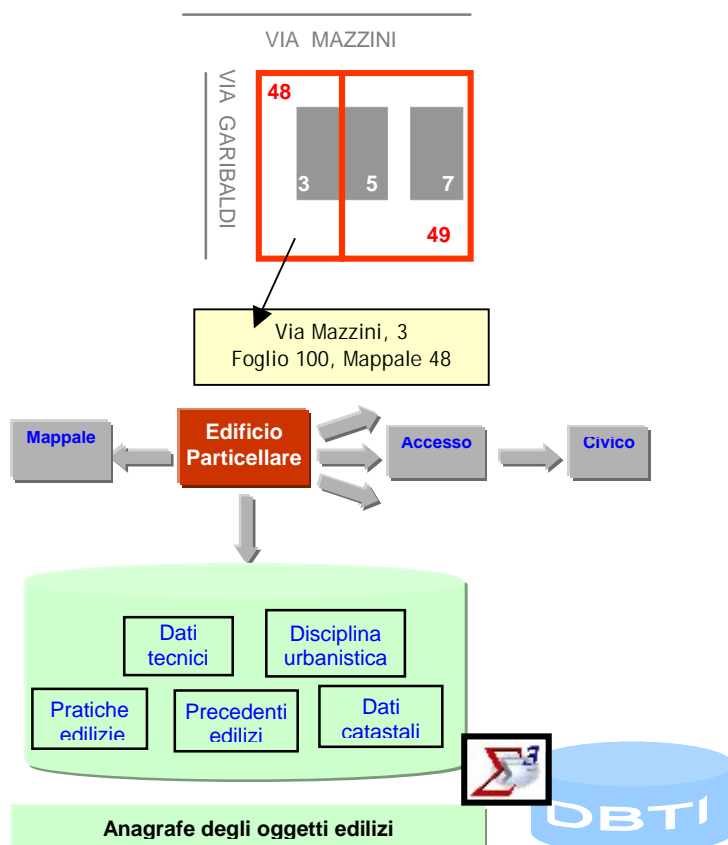 VIA MAZZINI
VIA GARIBALDI
48
3
5
7
49
Via Mazzini, 3
Foglio 100, Mappale 48
Mappale
Edificio
Particellare
Accesso
Civico
Dati
tecnici
Disciplina
urbanistica
Pratiche
edilizie
Precedenti
edilizi
Dati
catastali
Σ3
DBTI
Anagrafe degli oggetti edilizi